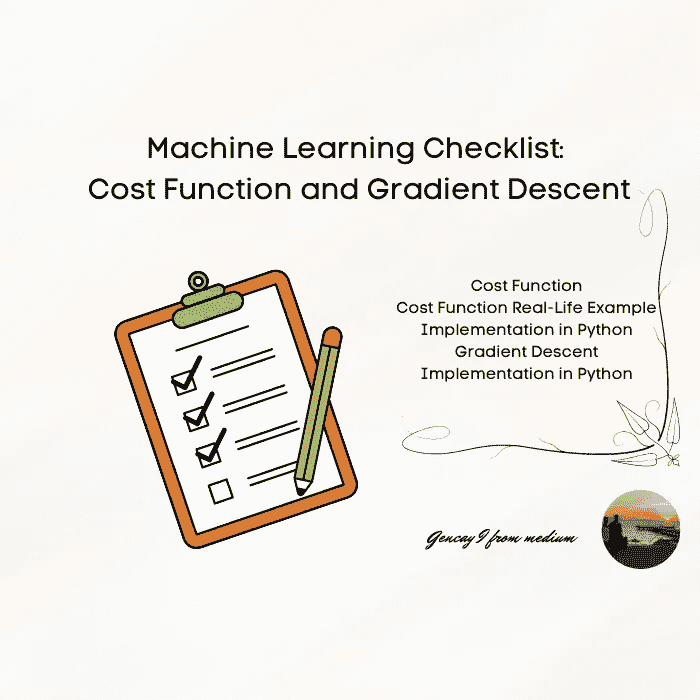 Machine Learning Checklist:
Cost Function and Gradient Descent
Cost Function
Cost Function Real-Life Example
Implementation in Python
Gradient Descent
Implementation in Python
Gencay I from medium